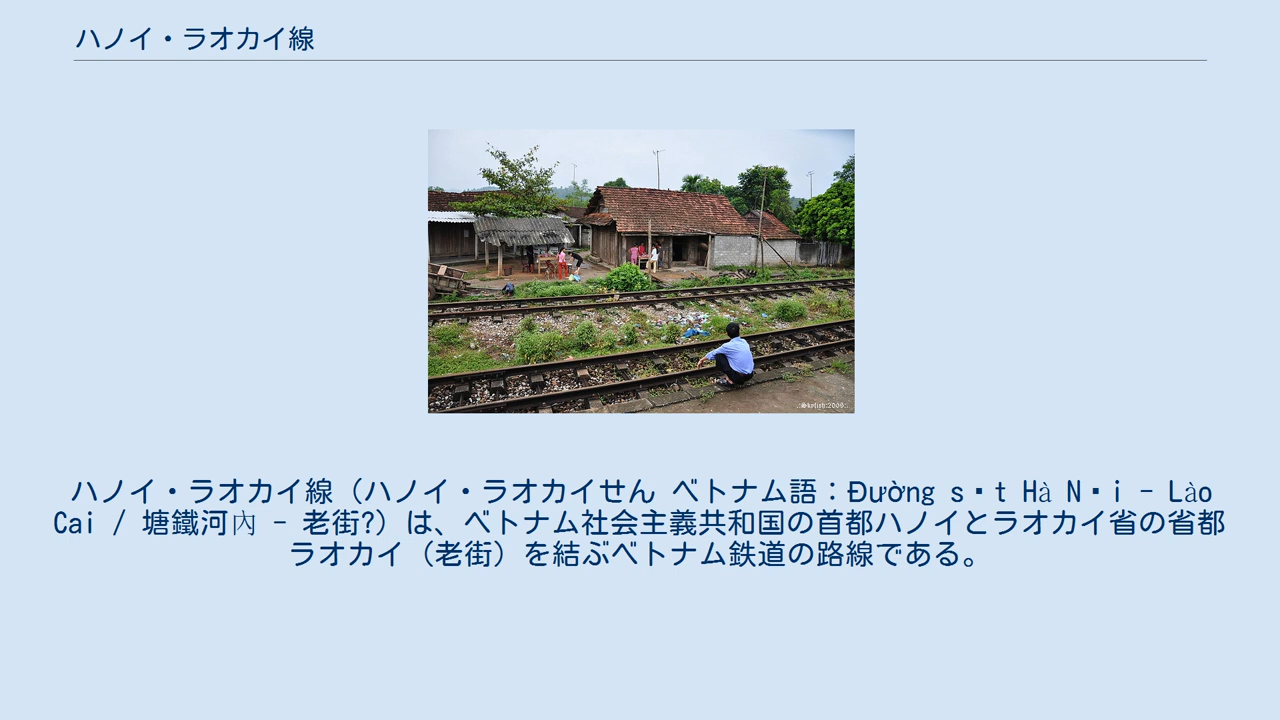 ハノイ・ラオカイ線
.:Skyfish:2009:.
ハノイ・ラオカイ線（ハノイ・ラオカイせん ベトナム語：Đường s▪t Hà N▪i - Lào
Cai / 塘鐵河內 - 老街?）は、ベトナム社会主義共和国の首都ハノイとラオカイ省の省都
ラオカイ（老街）を結ぶベトナム鉄道の路線である。